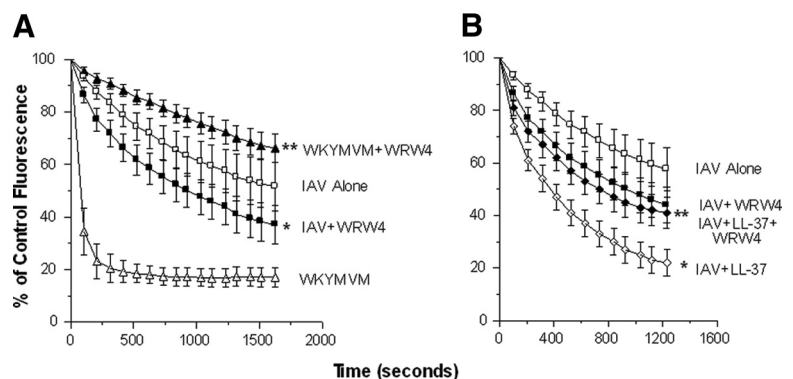 A
B
% of Control Fluorescence
100
80
60
40
20
0
0
500
1000
1500
2000
** WKYMVM+WRW4
IAV Alone
* IAV+WRW4
WKYMVM
100
80
60
40
20
0
0
400
800
1200
1600
IAV Alone
IAV+WRW4
**
IAV+LL-37+
WRW4
* IAV+LL-37
Time (seconds)